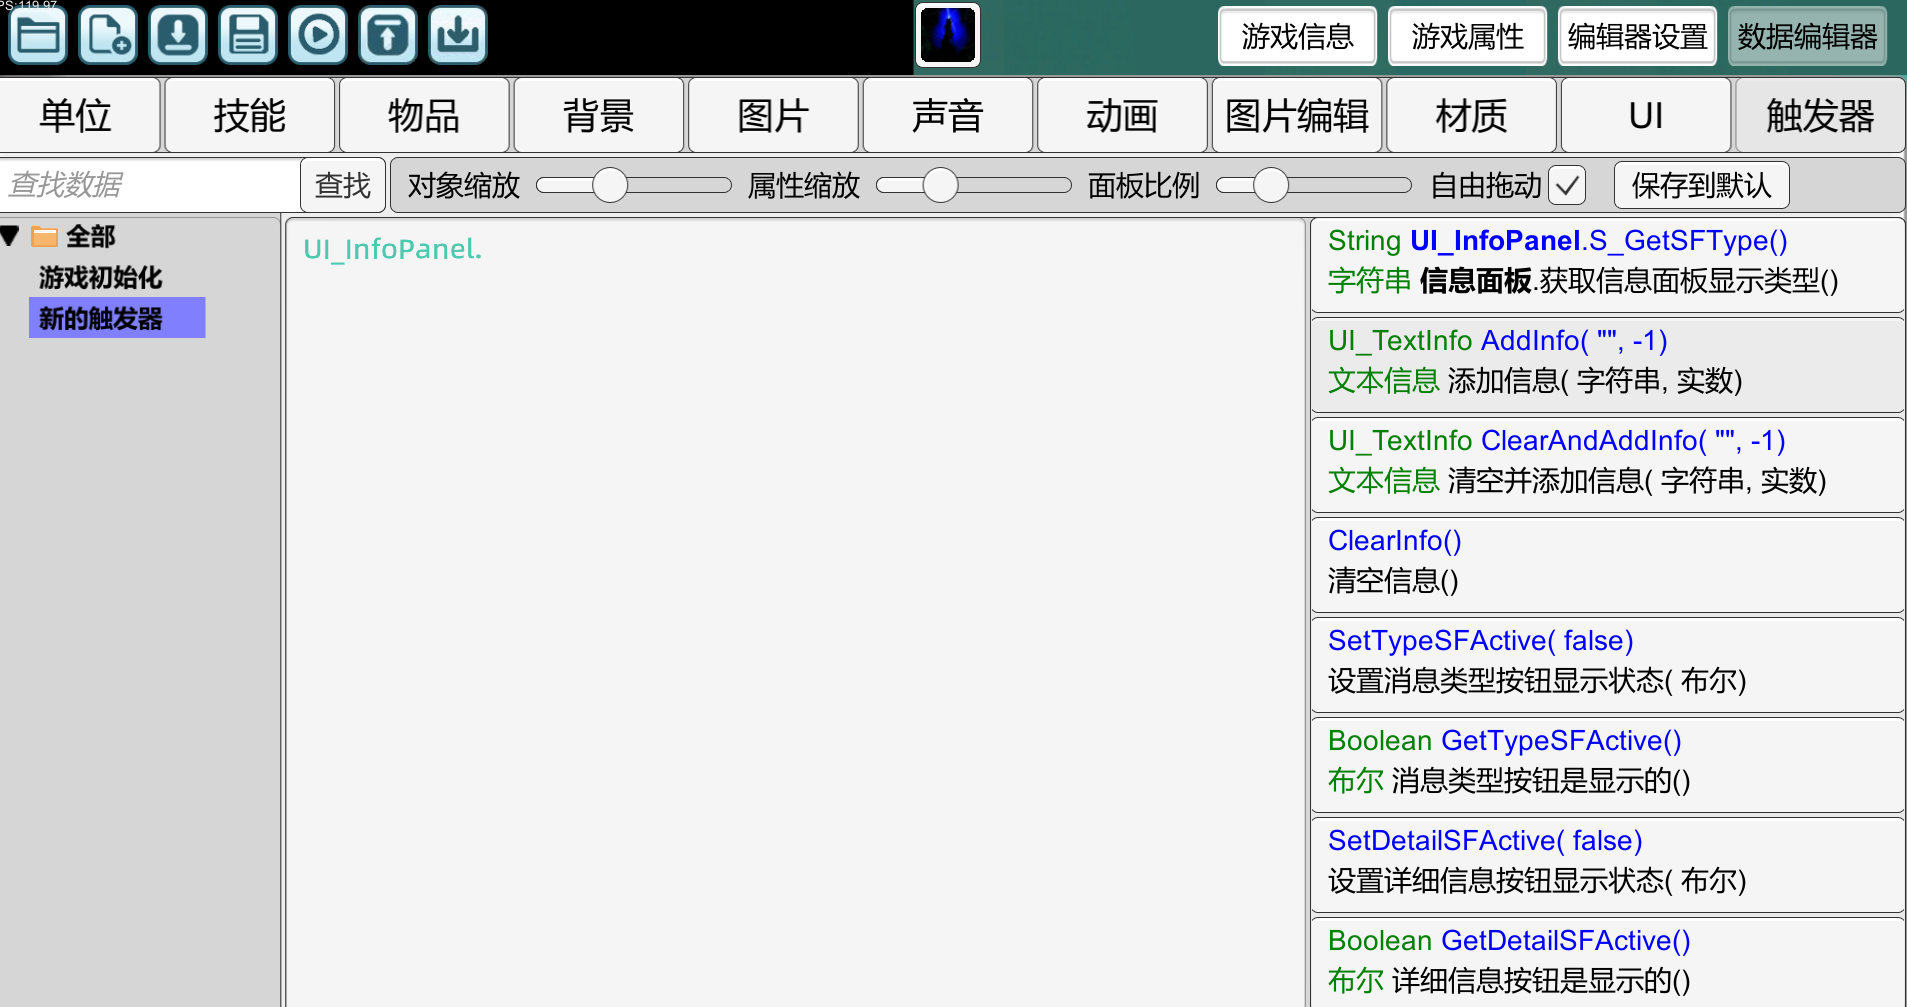 PS:119.97
游戏信息 游戏属性 编辑器设置 数据编辑器
单位 技能 物品 背景 图片 声音 动画 图片编辑 材质 UI 触发器
查找数据 查找 对象缩放 属性缩放 面板比例 自由拖动 保存到默认
全部
游戏初始化
新的触发器
UI_InfoPanel.
String UI_InfoPanel.S_GetSFType()
字符串 信息面板.获取信息面板显示类型()
UI_TextInfo AddInfo( "", -1)
文本信息 添加信息( 字符串, 实数)
UI_TextInfo ClearAndAddInfo( "", -1)
文本信息 清空并添加信息( 字符串, 实数)
ClearInfo()
清空信息()
SetTypeSFActive( false)
设置消息类型按钮显示状态( 布尔)
Boolean GetTypeSFActive()
布尔 消息类型按钮是显示的()
SetDetailSFActive( false)
设置详细信息按钮显示状态( 布尔)
Boolean GetDetailSFActive()
布尔 详细信息按钮是显示的()